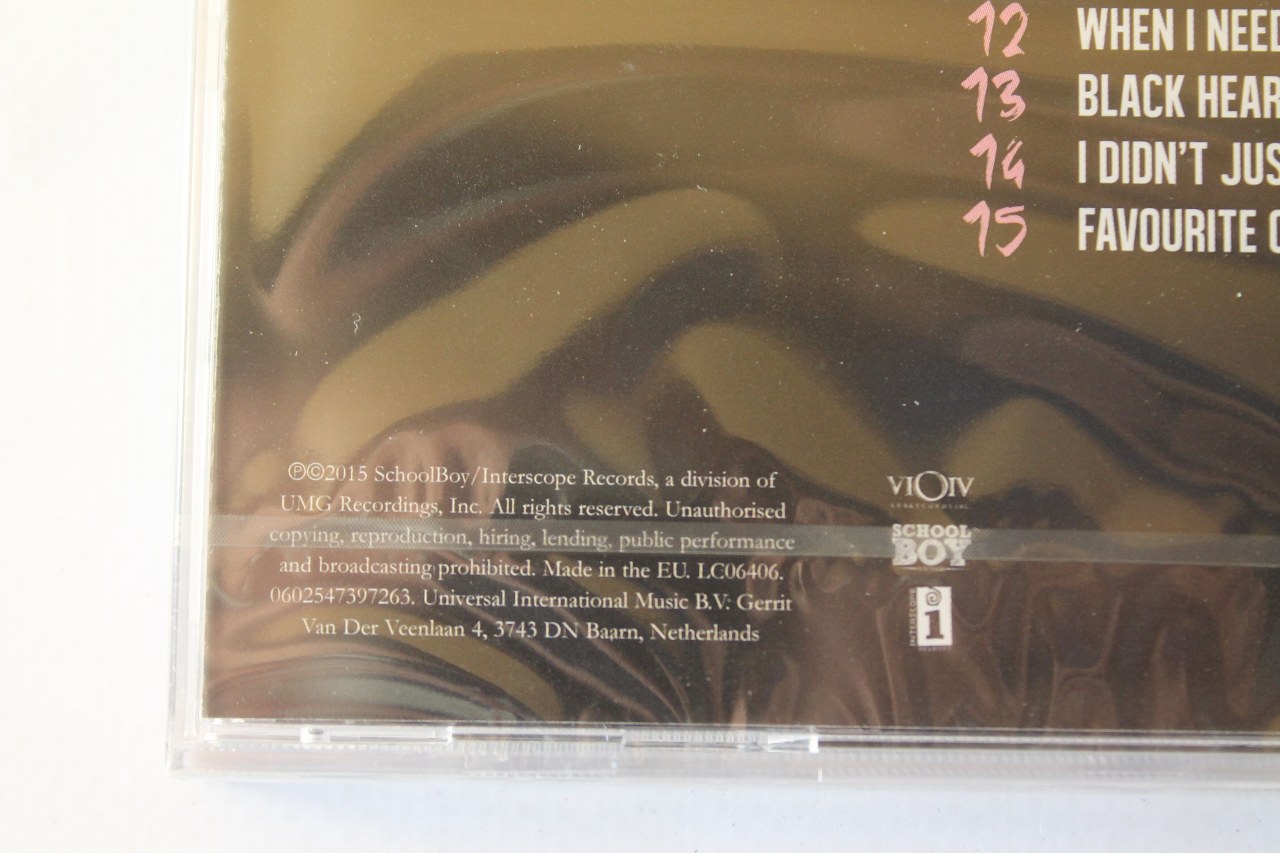 12 WHEN I NEED
13 BLACK HEAR
14 I DIDN'T JUS
15 FAVOURITE
℗©2015 SchoolBoy/Interscope Records, a division of
UMG Recordings, Inc. All rights reserved. Unauthorised
copying, reproduction, hiring, lending, public performance
and broadcasting prohibited. Made in the EU. LC06406.
0602547397263. Universal International Music B.V: Gerrit
Van Der Veenlaan 4, 3743 DN Baarn, Netherlands
VIOIV
SCHOOL
BOY
INTERSCOPE
i